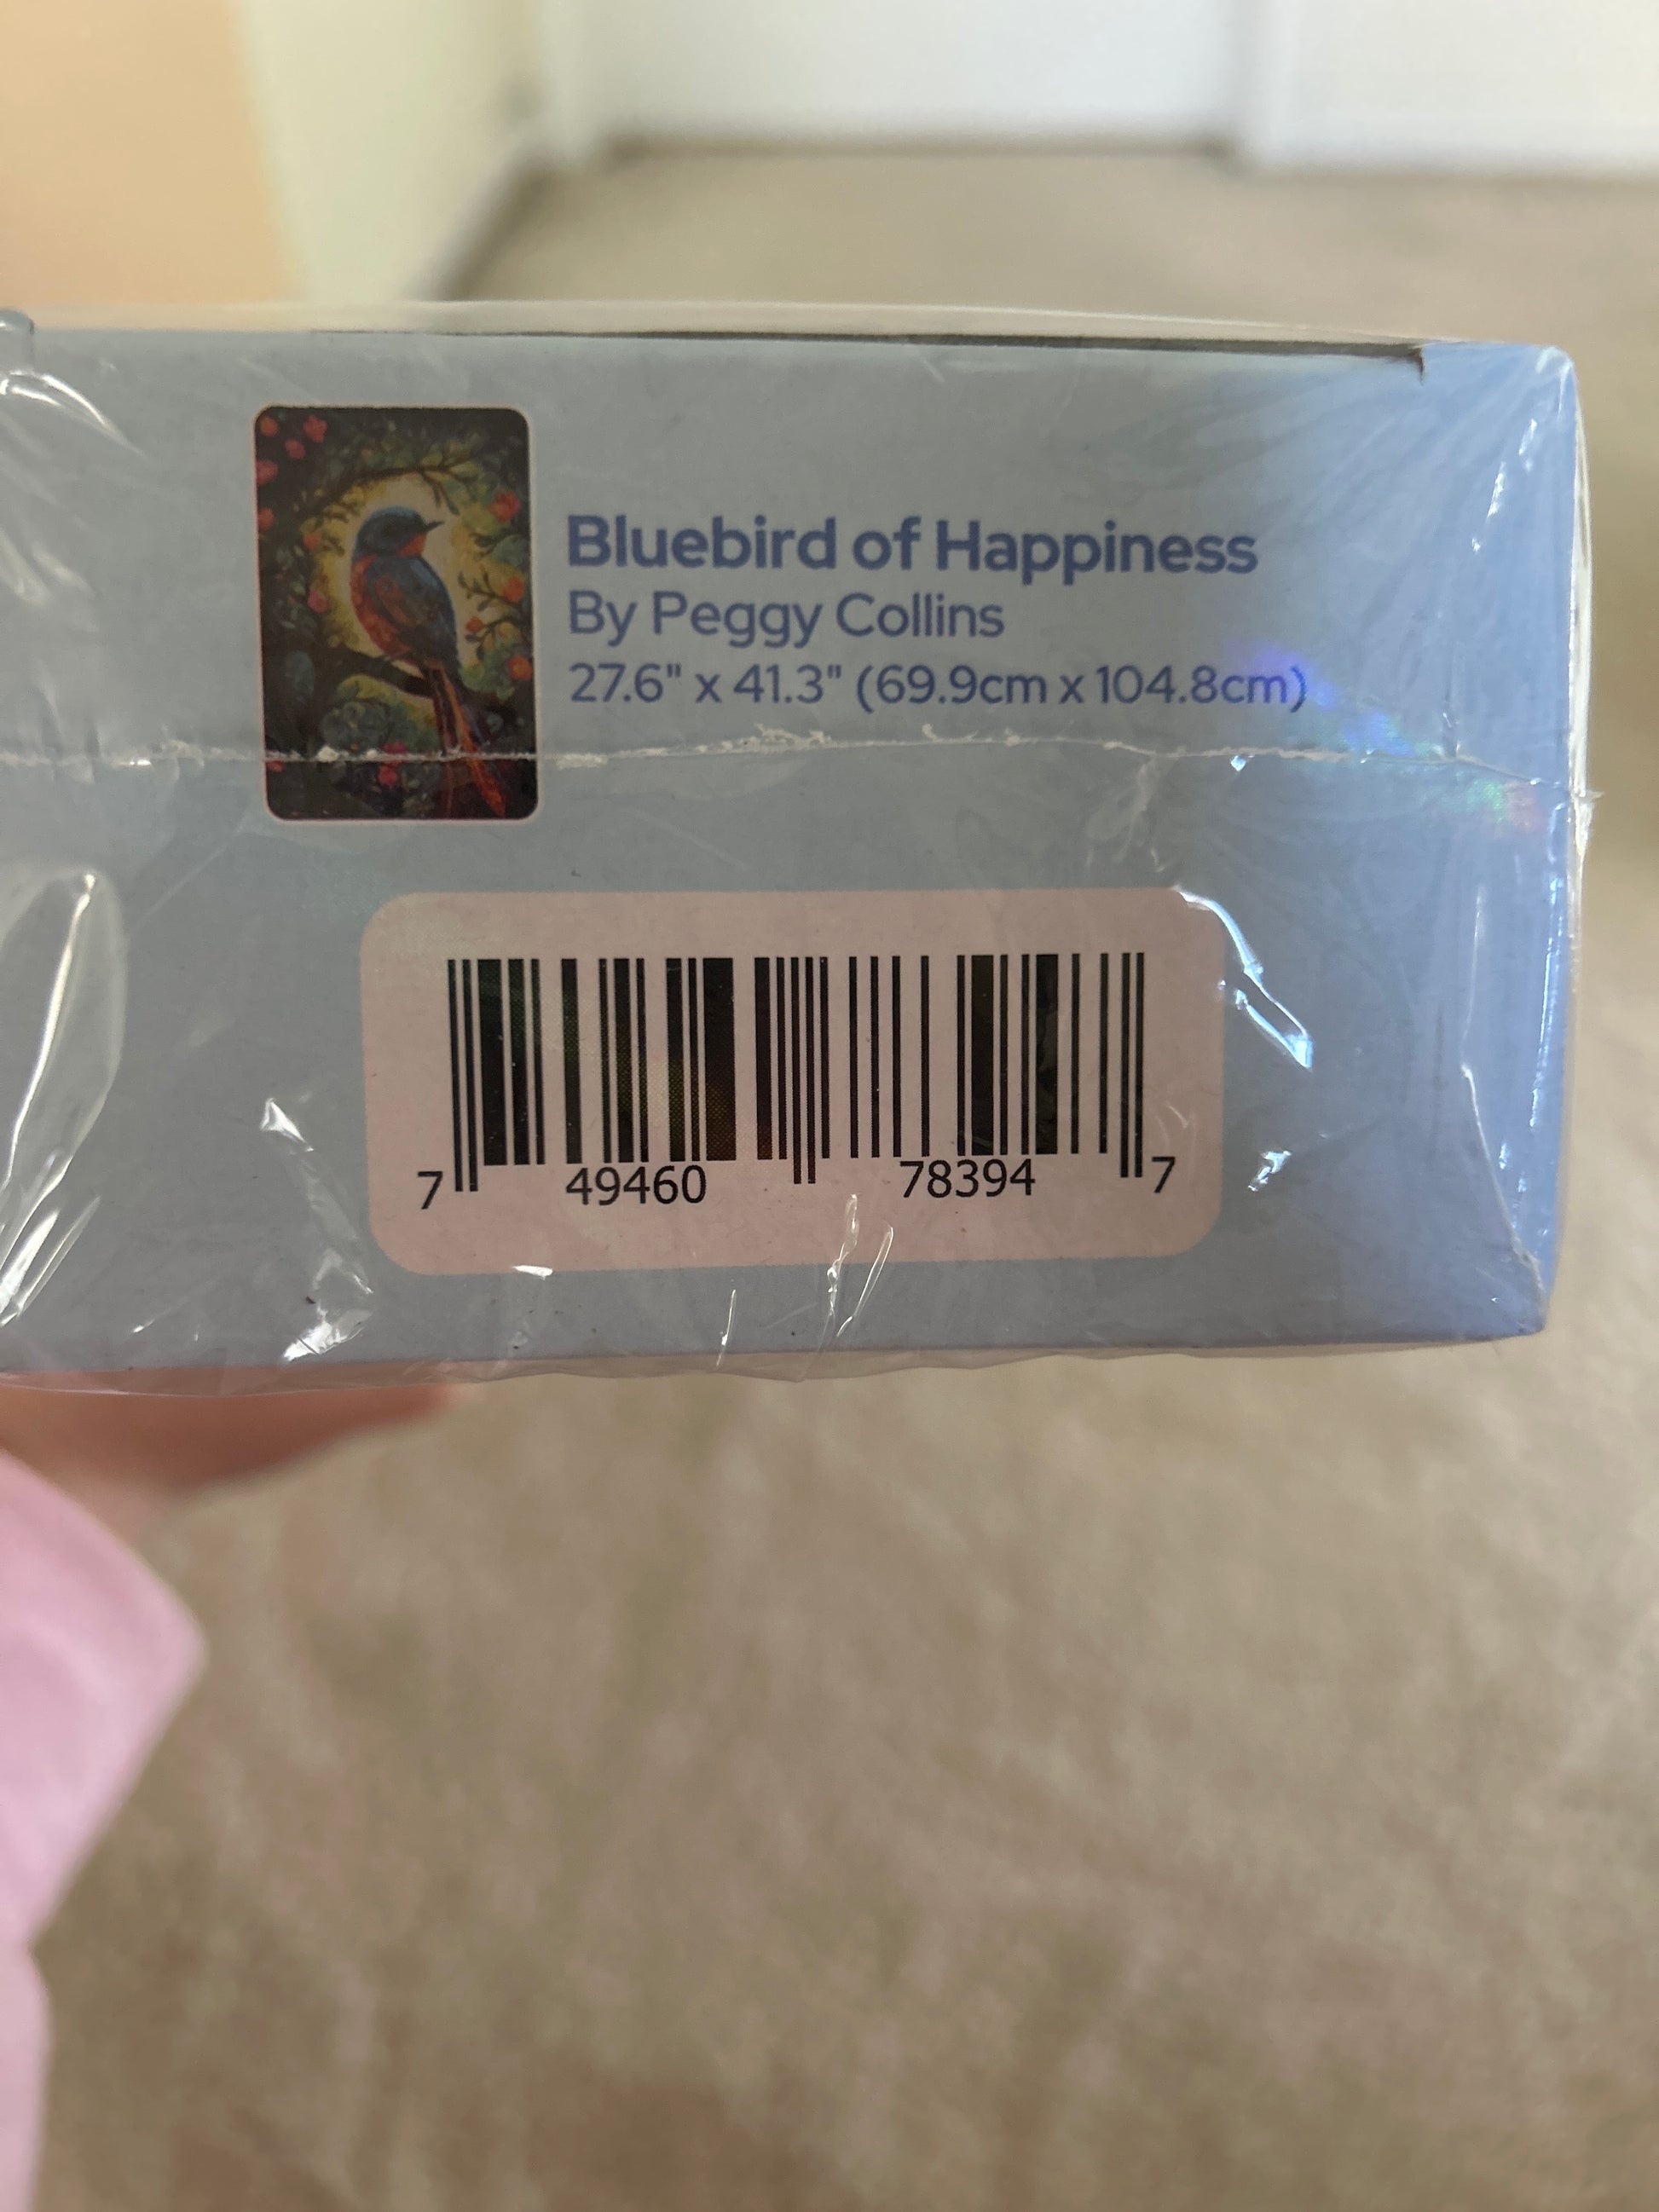 Bluebird of Happiness
By Peggy Collins
27.6" x 41.3" (69.9cm x 104.8cm)
7 49460 78394 7